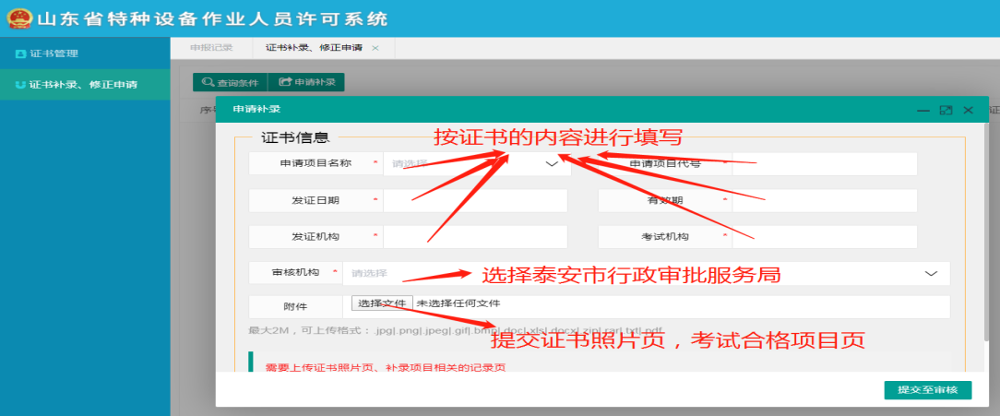 山东省特种设备作业人员许可系统
证书管理
申报记录
证书补录、修正申请 ×
证书补录、修正申请
查询条件
申请补录
序号
证
申请补录
证书信息
按证书的内容进行填写
申请项目名称 * 请选择
申请项目代号 *
发证日期 *
有效期 *
发证机构 *
考试机构 *
审核机构 * 请选择
选择泰安市行政审批服务局
附件 选择文件 未选择任何文件
最大2M，可上传格式：.jpg|.png|.jpeg|.gif|.bmp|.doc|.xls|.docx|.zip|.rar|.txt|.pdf
提交证书照片页，考试合格项目页
需要上传证书照片页、补录项目相关的记录页
提交至审核